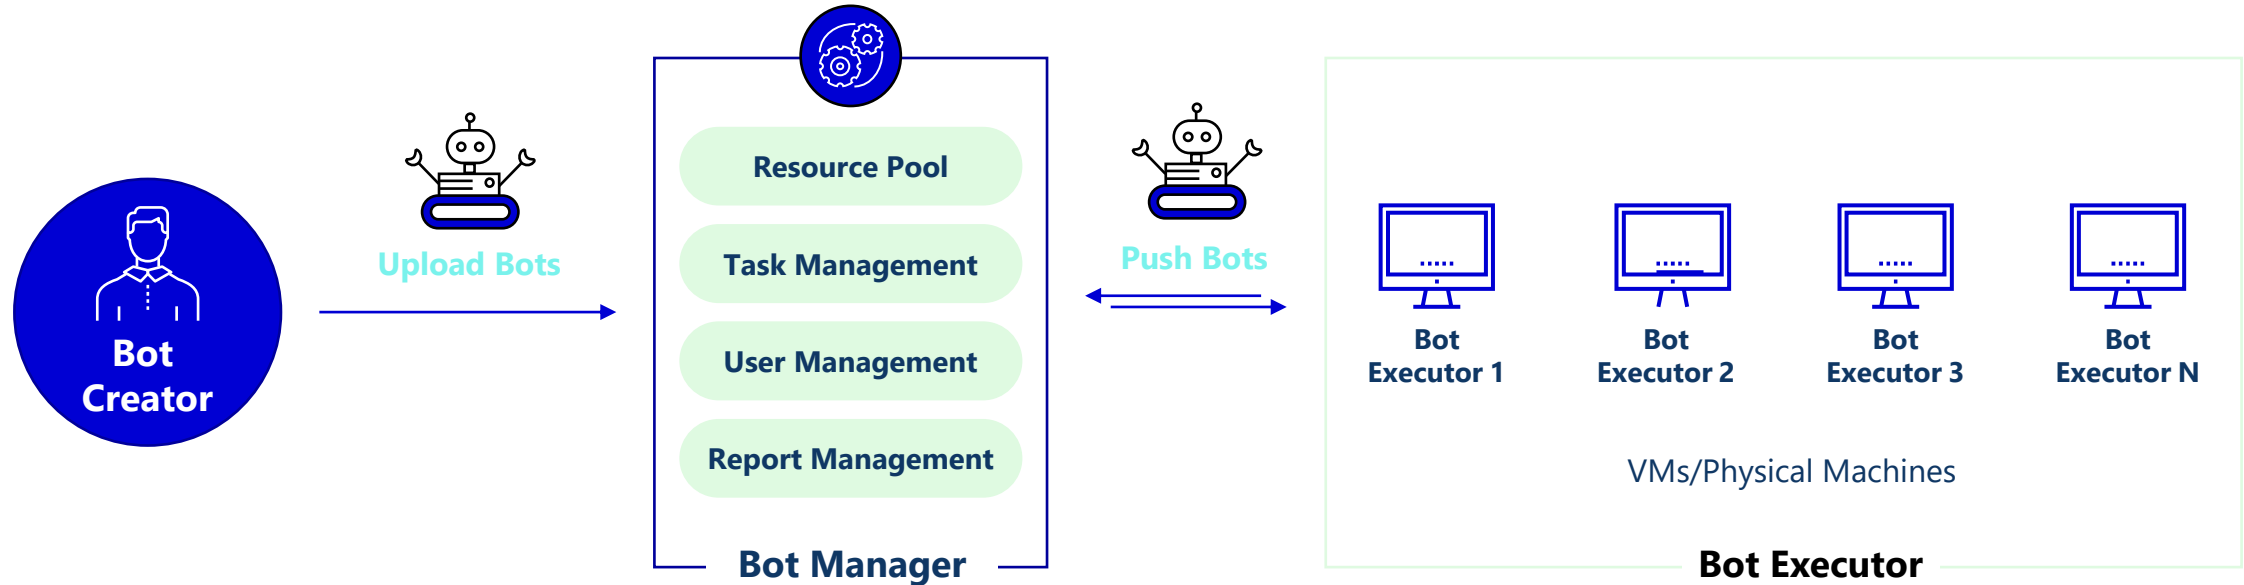 Bot
Creator
Upload Bots
Resource Pool
Task Management
User Management
Report Management
Bot Manager
Push Bots
Bot
Executor 1
Bot
Executor 2
Bot
Executor 3
Bot
Executor N
VMs/Physical Machines
Bot Executor